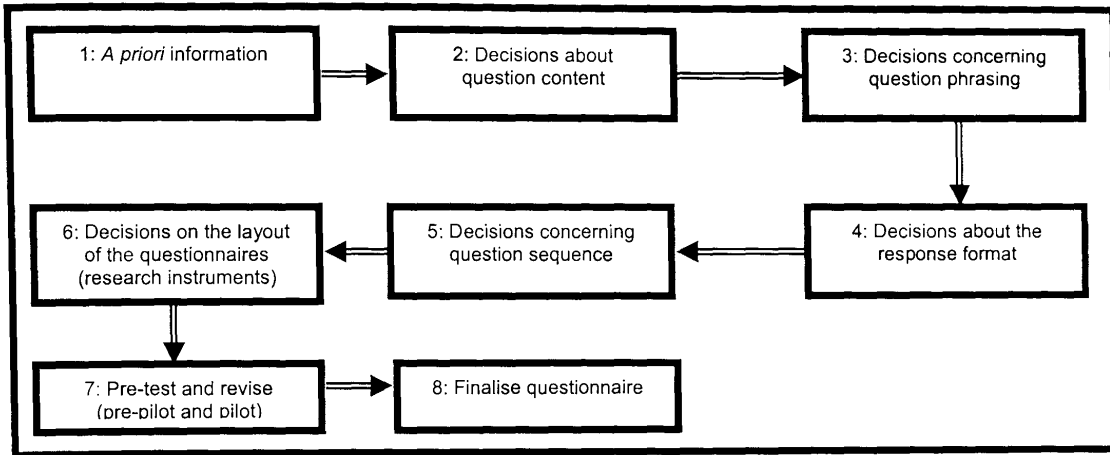 1: A priori information
2: Decisions about
question content
3: Decisions concerning
question phrasing
4: Decisions about the
response format
5: Decisions concerning
question sequence
6: Decisions on the layout
of the questionnaires
(research instruments)
7: Pre-test and revise
(pre-pilot and pilot)
8: Finalise questionnaire